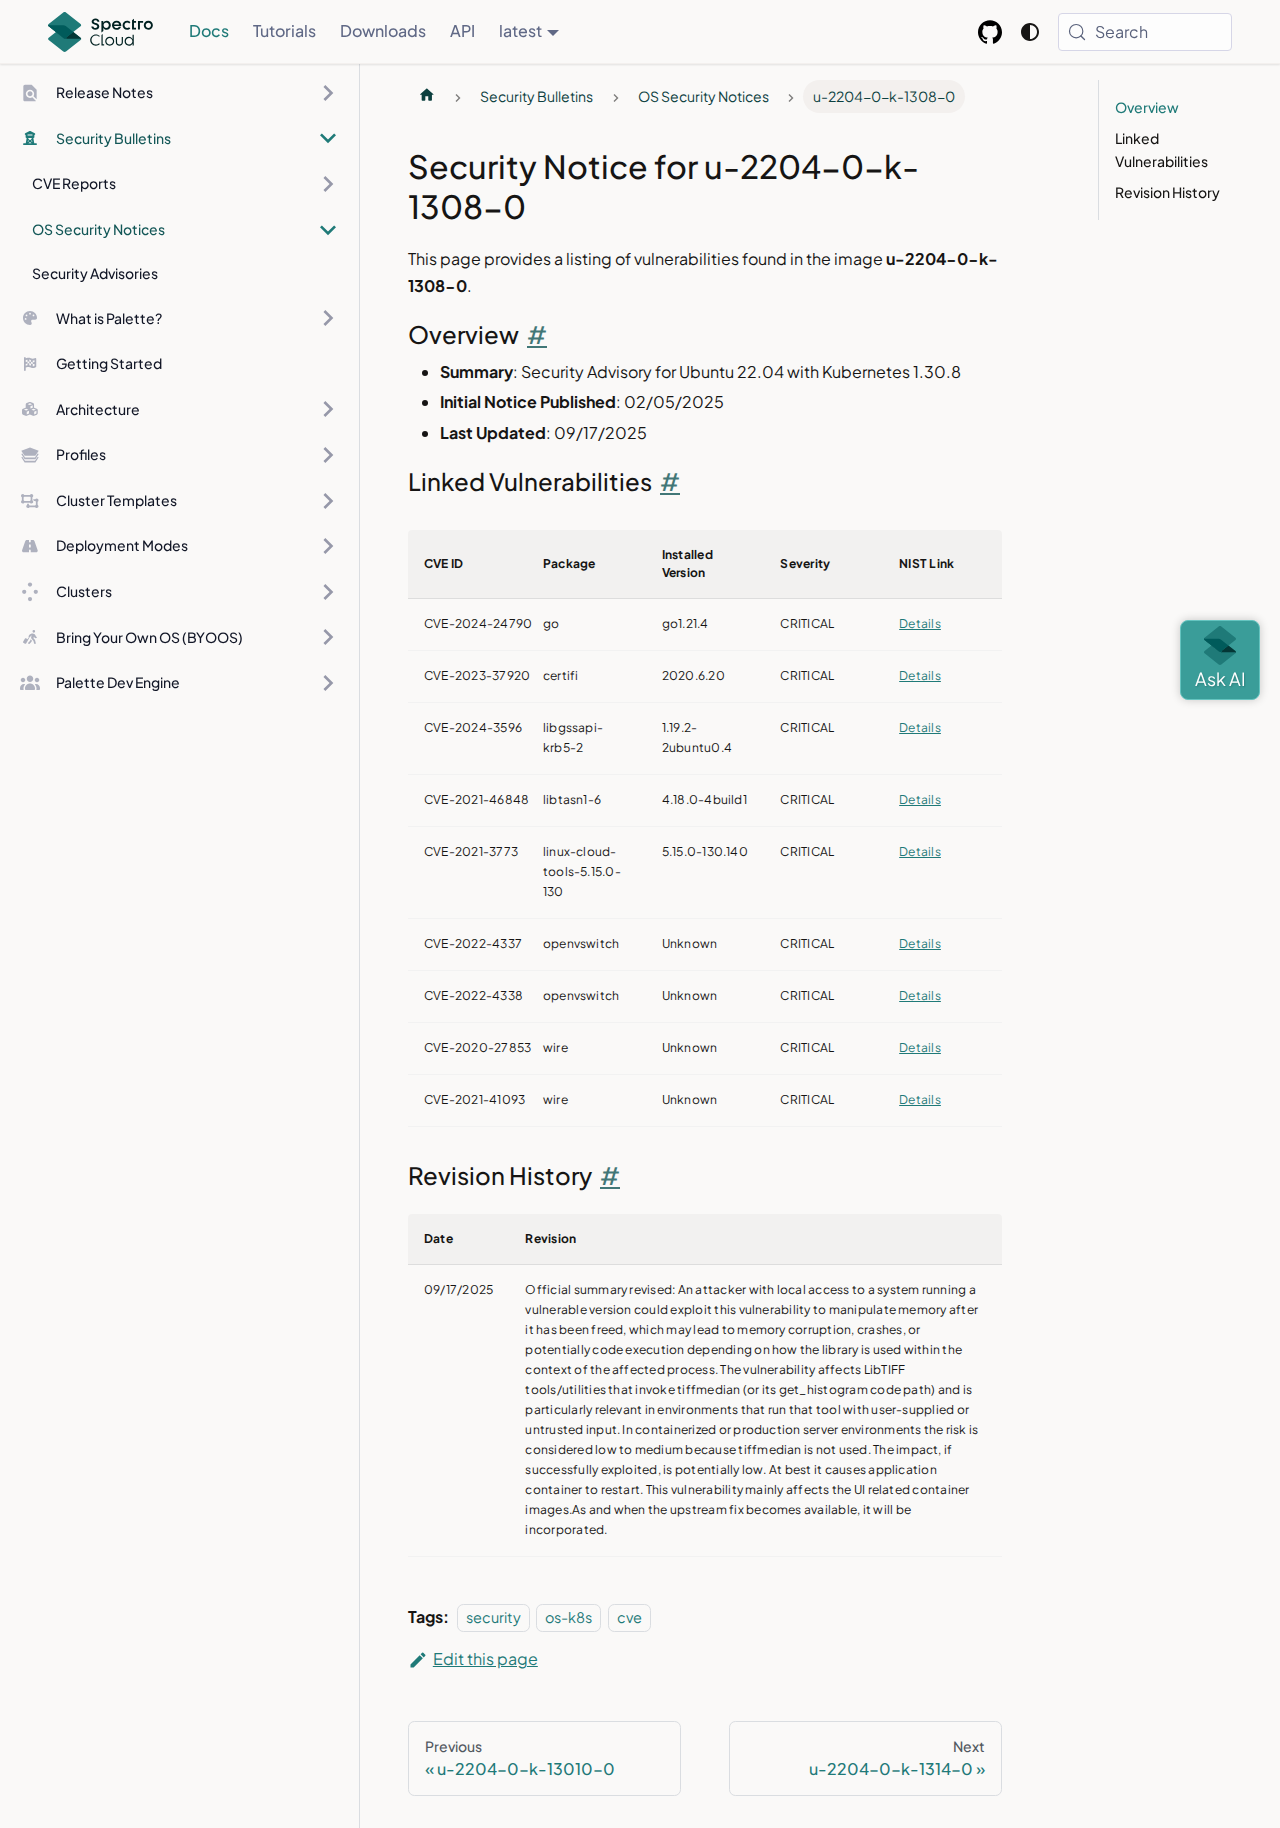 Spectro Cloud
Docs
Tutorials
Downloads
API
latest
Search
Release Notes
Security Bulletins
CVE Reports
OS Security Notices
Security Advisories
What is Palette?
Getting Started
Architecture
Profiles
Cluster Templates
Deployment Modes
Clusters
Bring Your Own OS (BYOOS)
Palette Dev Engine
Security Bulletins
OS Security Notices
u-2204-0-k-1308-0
Security Notice for u-2204-0-k-
1308-0
This page provides a listing of vulnerabilities found in the image u-2204-0-k-
1308-0.
Overview #
Summary: Security Advisory for Ubuntu 22.04 with Kubernetes 1.30.8
Initial Notice Published: 02/05/2025
Last Updated: 09/17/2025
Linked Vulnerabilities #
CVE ID Package Installed Version Severity NIST Link
CVE-2024-24790 go go1.21.4 CRITICAL Details
CVE-2023-37920 certifi 2020.6.20 CRITICAL Details
CVE-2024-3596 libgssapi-krb5-2 1.19.2-2ubuntu0.4 CRITICAL Details
CVE-2021-46848 libtasn1-6 4.18.0-4build1 CRITICAL Details
CVE-2021-3773 linux-cloud-tools-5.15.0-130 5.15.0-130.140 CRITICAL Details
CVE-2022-4337 openvswitch Unknown CRITICAL Details
CVE-2022-4338 openvswitch Unknown CRITICAL Details
CVE-2020-27853 wire Unknown CRITICAL Details
CVE-2021-41093 wire Unknown CRITICAL Details
Revision History #
Date Revision
09/17/2025 Official summary revised: An attacker with local access to a system running a
vulnerable version could exploit this vulnerability to manipulate memory after
it has been freed, which may lead to memory corruption, crashes, or
potentially code execution depending on how the library is used within the
context of the affected process. The vulnerability affects LibTIFF
tools/utilities that invoke tiffmedian (or its get_histogram code path) and is
particularly relevant in environments that run that tool with user-supplied or
untrusted input. In containerized or production server environments the risk is
considered low to medium because tiffmedian is not used. The impact, if
successfully exploited, is potentially low. At best it causes application
container to restart. This vulnerability mainly affects the UI related container
images.As and when the upstream fix becomes available, it will be
incorporated.
Tags: security os-k8s cve
Edit this page
Previous
« u-2204-0-k-13010-0
Next
u-2204-0-k-1314-0 »
Overview
Linked
Vulnerabilities
Revision History
Ask AI